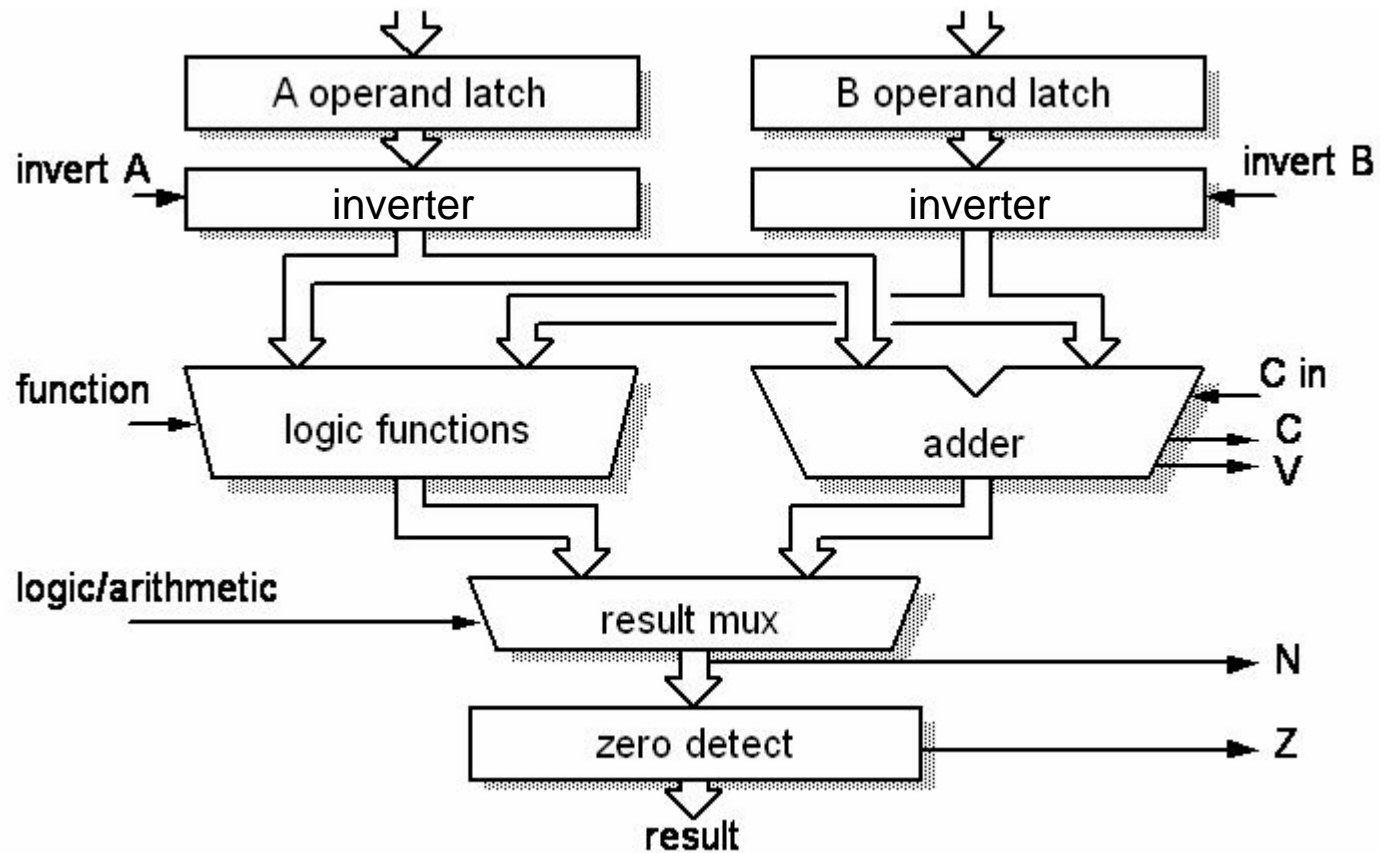 A operand latch
B operand latch
invert A
invert B
inverter
inverter
function
C in
logic functions
adder
C
V
logic/arithmetic
result mux
N
zero detect
Z
result